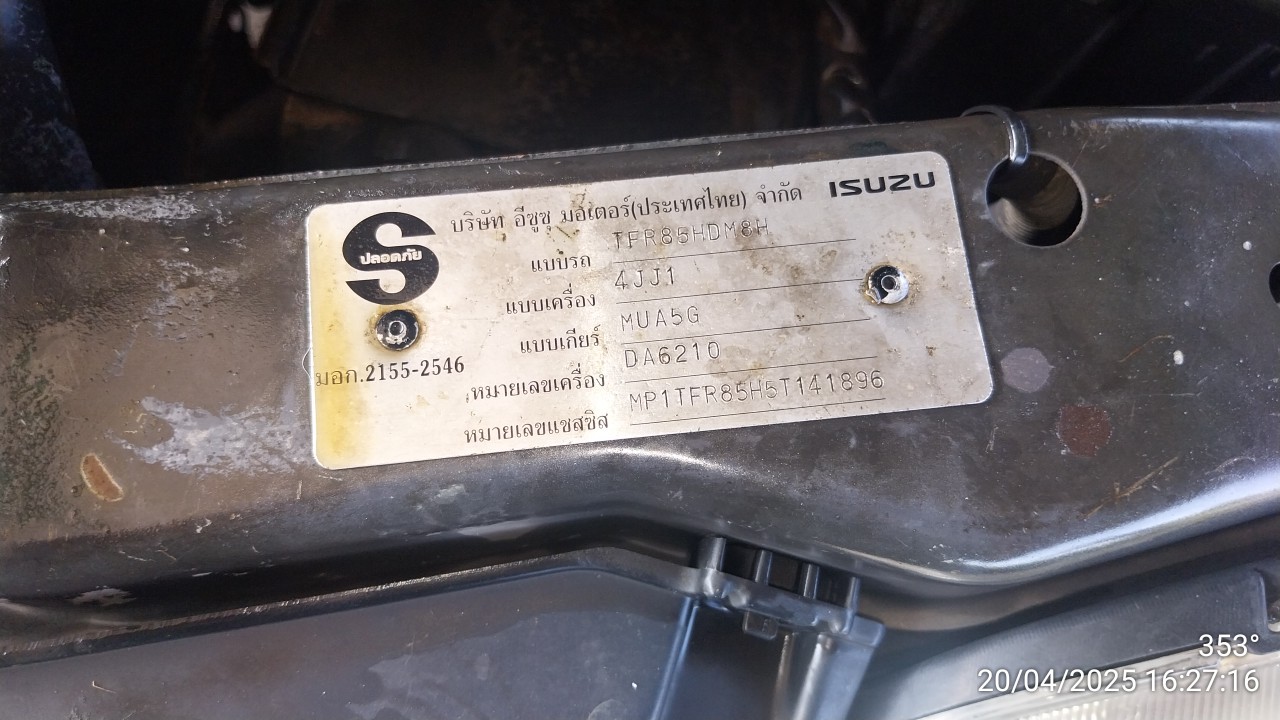 บริษัท อีซูซุ มอเตอร์(ประเทศไทย) จำกัด ISUZU
ปลอดภัย
แบบรถ TFR85HDM8H
แบบเครื่อง 4JJ1
แบบเกียร์ MUA5G
มอก.2155-2546
หมายเลขเครื่อง DA6210
หมายเลขแชสซิส MP1TFR85H5T141896
353°
20/04/2025 16:27:16